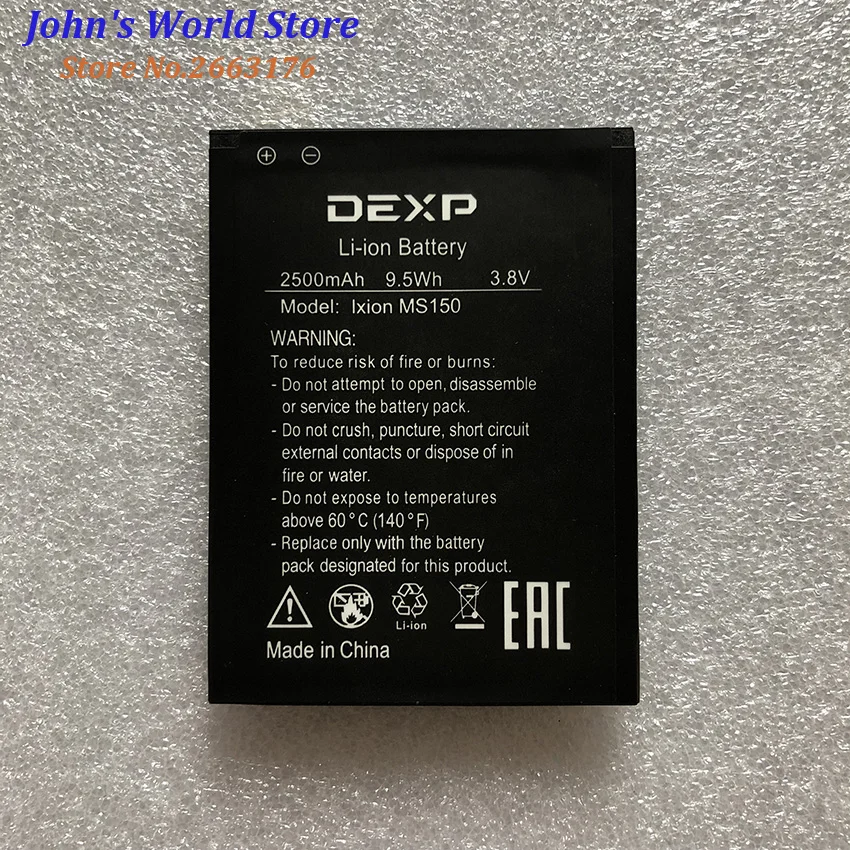 John's World Store
Store No.2663176
+ −
DEXP
Li-ion Battery
2500mAh 9.5Wh 3.8V
Model: Ixion MS150
WARNING:
To reduce risk of fire or burns:
- Do not attempt to open, disassemble
or service the battery pack.
- Do not crush, puncture, short circuit
external contacts or dispose of in
fire or water.
- Do not expose to temperatures
above 60°C (140°F)
- Replace only with the battery
pack designated for this product.
Li-ion
EAC
Made in China